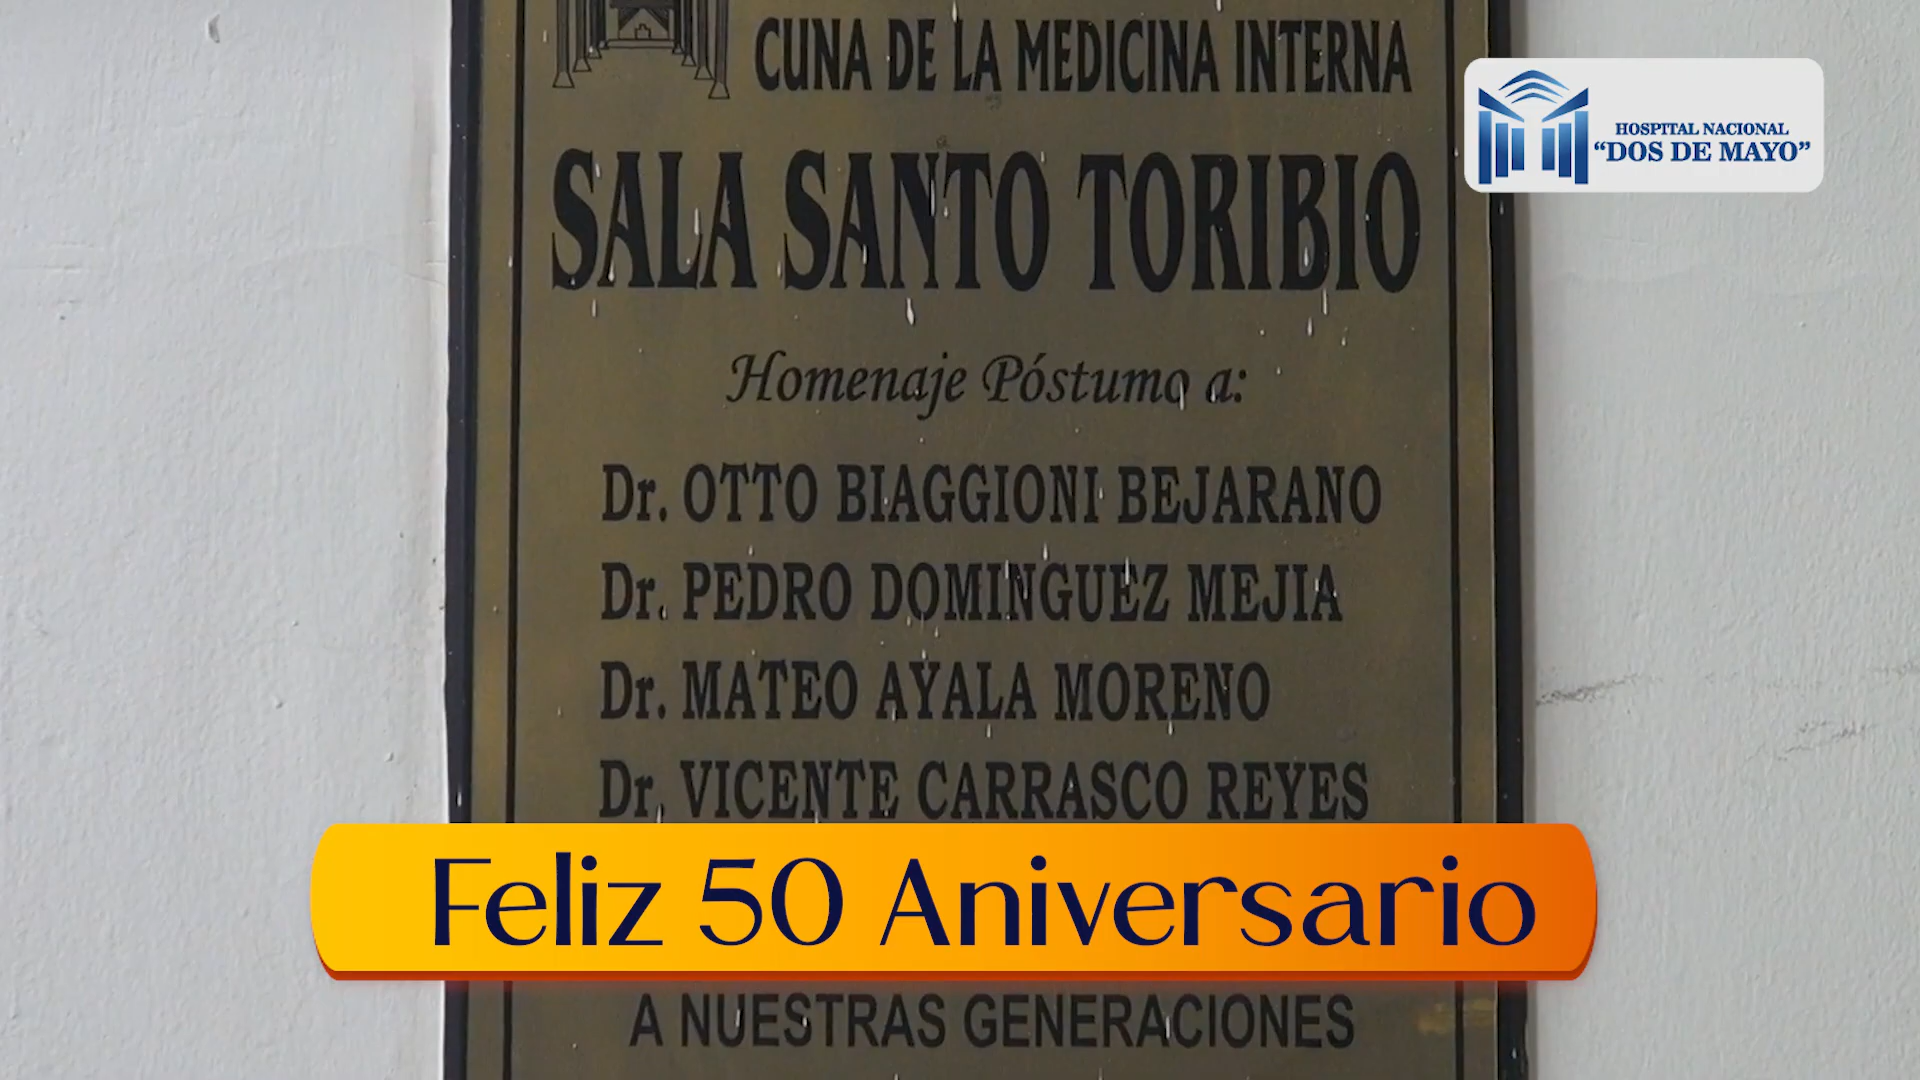 CUNA DE LA MEDICINA INTERNA
HOSPITAL NACIONAL
“DOS DE MAYO”
SALA SANTO TORIBIO
Homenaje Póstumo a:
Dr. OTTO BIAGGIONI BEJARANO
Dr. PEDRO DOMINGUEZ MEJIA
Dr. MATEO AYALA MORENO
Dr. VICENTE CARRASCO REYES
Feliz 50 Aniversario
A NUESTRAS GENERACIONES